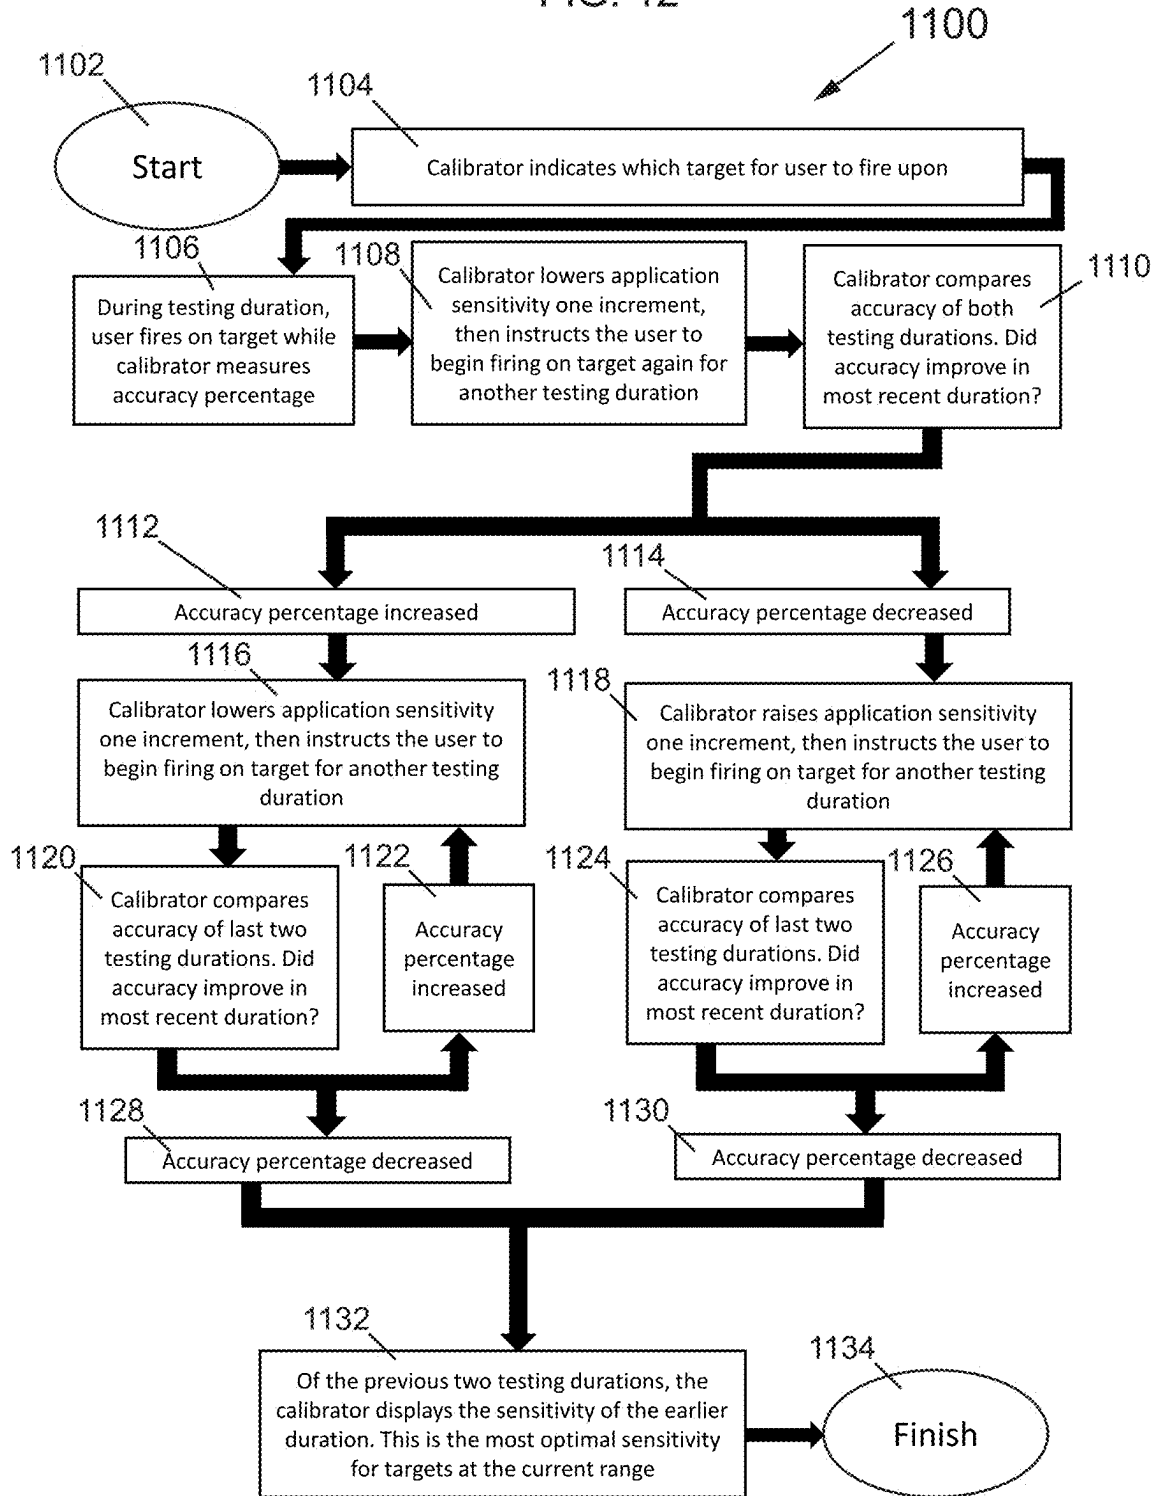 FIG. 12
1100
1102
1104
Start
Calibrator indicates which target for user to fire upon
1106
1108
1110
During testing duration,
user fires on target while
calibrator measures
accuracy percentage
Calibrator lowers application
sensitivity one increment,
then instructs the user to
begin firing on target again for
another testing duration
Calibrator compares
accuracy of both
testing durations. Did
accuracy improve in
most recent duration?
1112
1114
Accuracy percentage increased
Accuracy percentage decreased
1116
1118
Calibrator lowers application sensitivity
one increment, then instructs the user to
begin firing on target for another testing
duration
Calibrator raises application sensitivity
one increment, then instructs the user to
begin firing on target for another testing
duration
1120
1122
1124
1126
Calibrator compares
accuracy of last two
testing durations. Did
accuracy improve in
most recent duration?
Accuracy
percentage
increased
Calibrator compares
accuracy of last two
testing durations. Did
accuracy improve in
most recent duration?
Accuracy
percentage
increased
1128
1130
Accuracy percentage decreased
Accuracy percentage decreased
1132
1134
Of the previous two testing durations, the
calibrator displays the sensitivity of the earlier
duration. This is the most optimal sensitivity
for targets at the current range
Finish